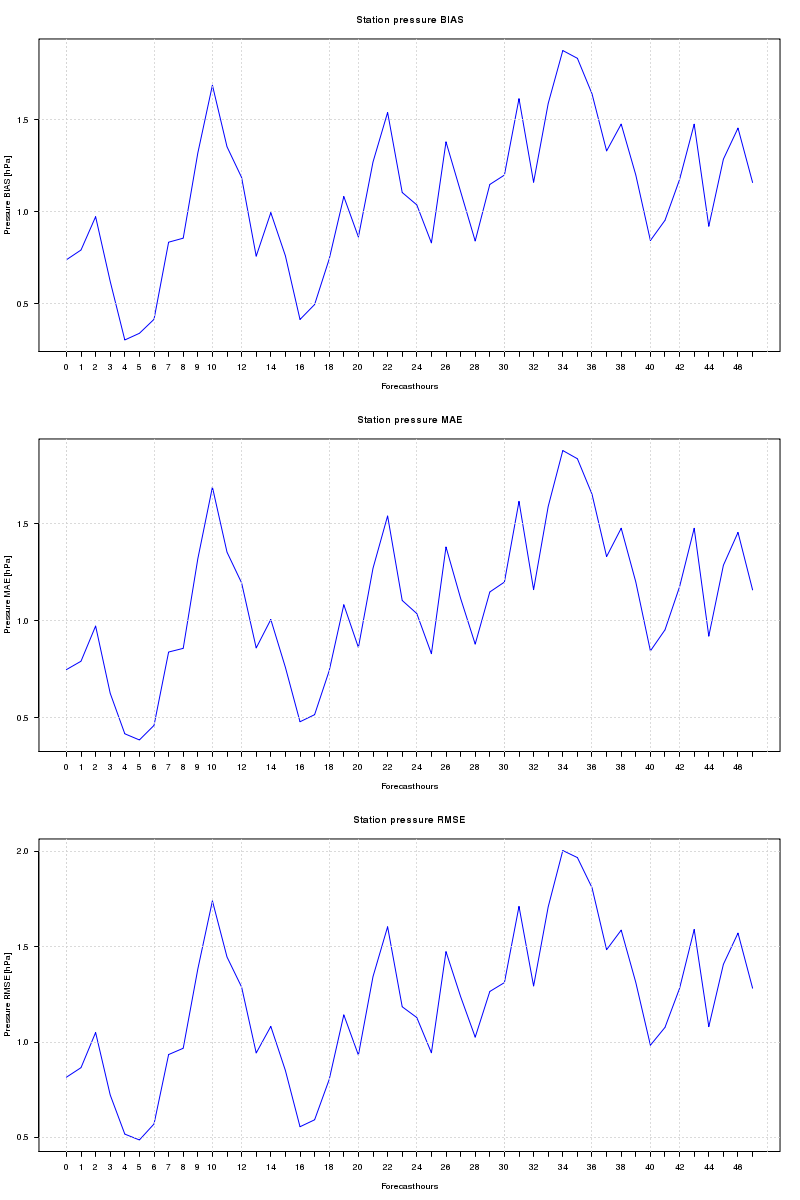 Station pressure BIAS
Pressure BIAS [hPa]
1.5
1.0
0.5
0 1 2 3 4 5 6 7 8 9 10 12 14 16 18 20 22 24 26 28 30 32 34 36 38 40 42 44 46
Forecasthours
Station pressure MAE
Pressure MAE [hPa]
1.5
1.0
0.5
0 1 2 3 4 5 6 7 8 9 10 12 14 16 18 20 22 24 26 28 30 32 34 36 38 40 42 44 46
Forecasthours
Station pressure RMSE
Pressure RMSE [hPa]
2.0
1.5
1.0
0.5
0 1 2 3 4 5 6 7 8 9 10 12 14 16 18 20 22 24 26 28 30 32 34 36 38 40 42 44 46
Forecasthours